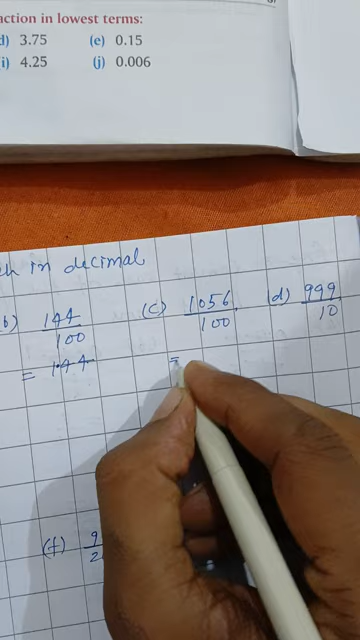 action in lowest terms:
d) 3.75 (e) 0.15
i) 4.25 (j) 0.006
in decimal
b) 144/100 (c) 1056/100 d) 999/10
= 1.44 =
(f) 9/2